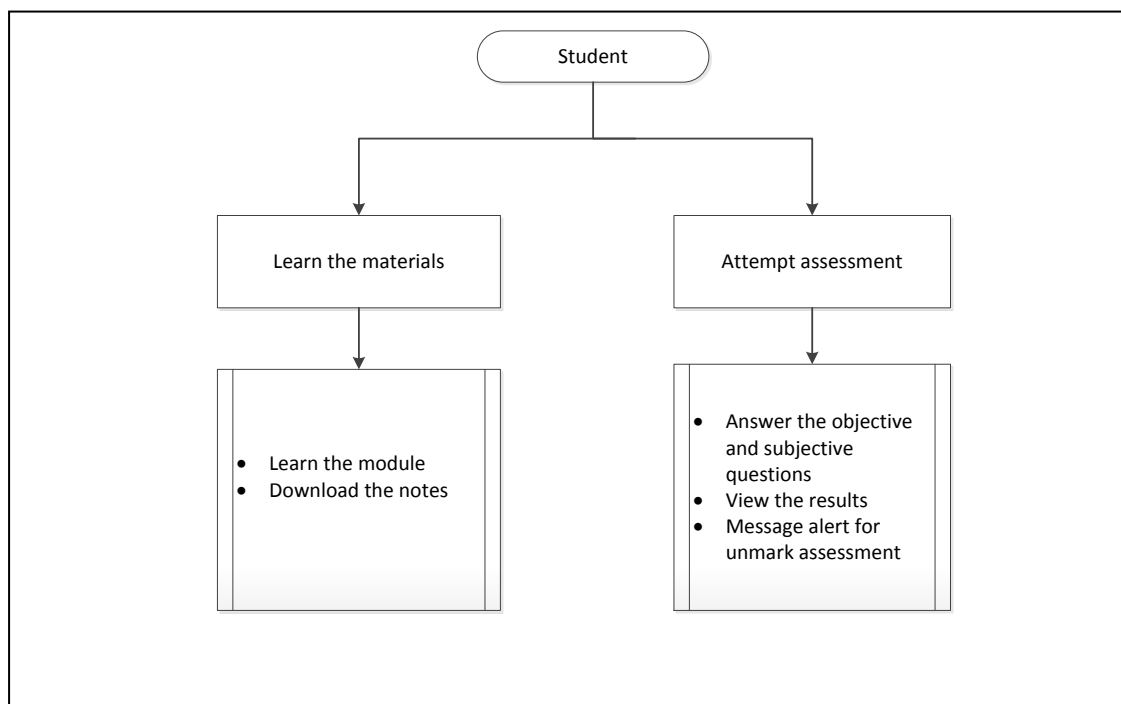 Student
Learn the materials
Attempt assessment
• Learn the module
• Download the notes
• Answer the objective
and subjective
questions
• View the results
• Message alert for
unmark assessment